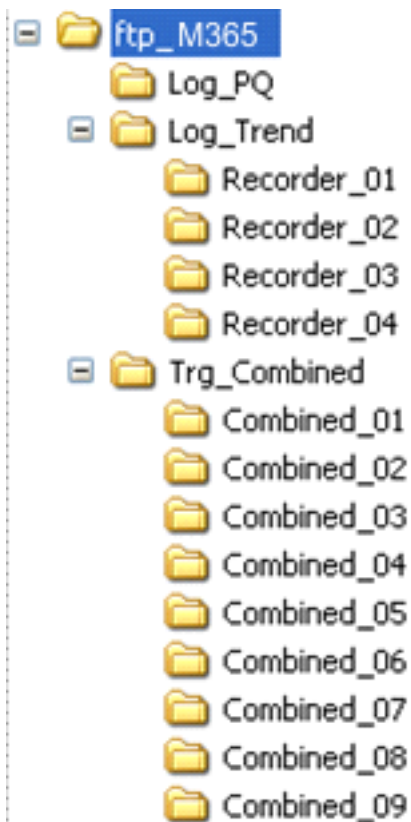 ftp_M365
Log_PQ
Log_Trend
Recorder_01
Recorder_02
Recorder_03
Recorder_04
Trg_Combined
Combined_01
Combined_02
Combined_03
Combined_04
Combined_05
Combined_06
Combined_07
Combined_08
Combined_09